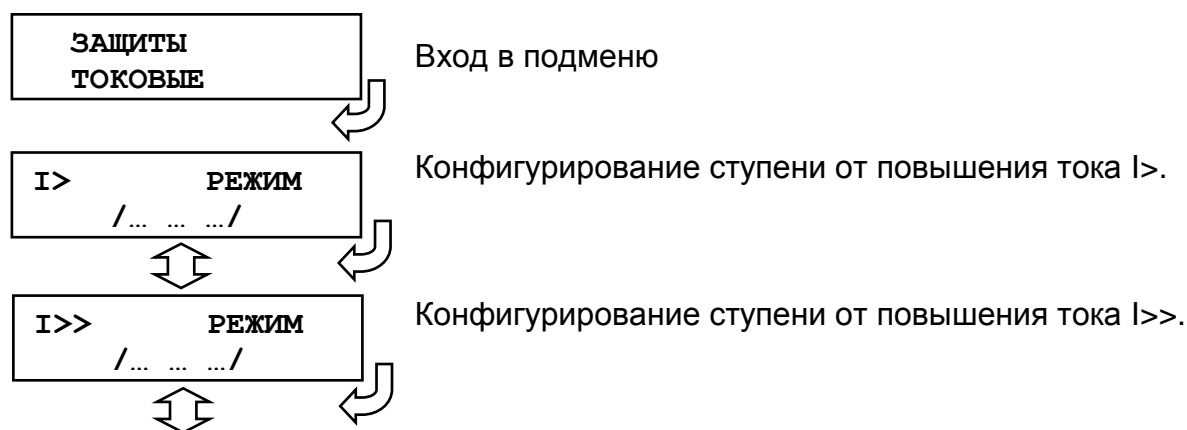 ЗАЩИТЫ
ТОКОВЫЕ
Вход в подменю
I> РЕЖИМ
/… … …/
Конфигурирование ступени от повышения тока I>.
I>> РЕЖИМ
/… … …/
Конфигурирование ступени от повышения тока I>>.